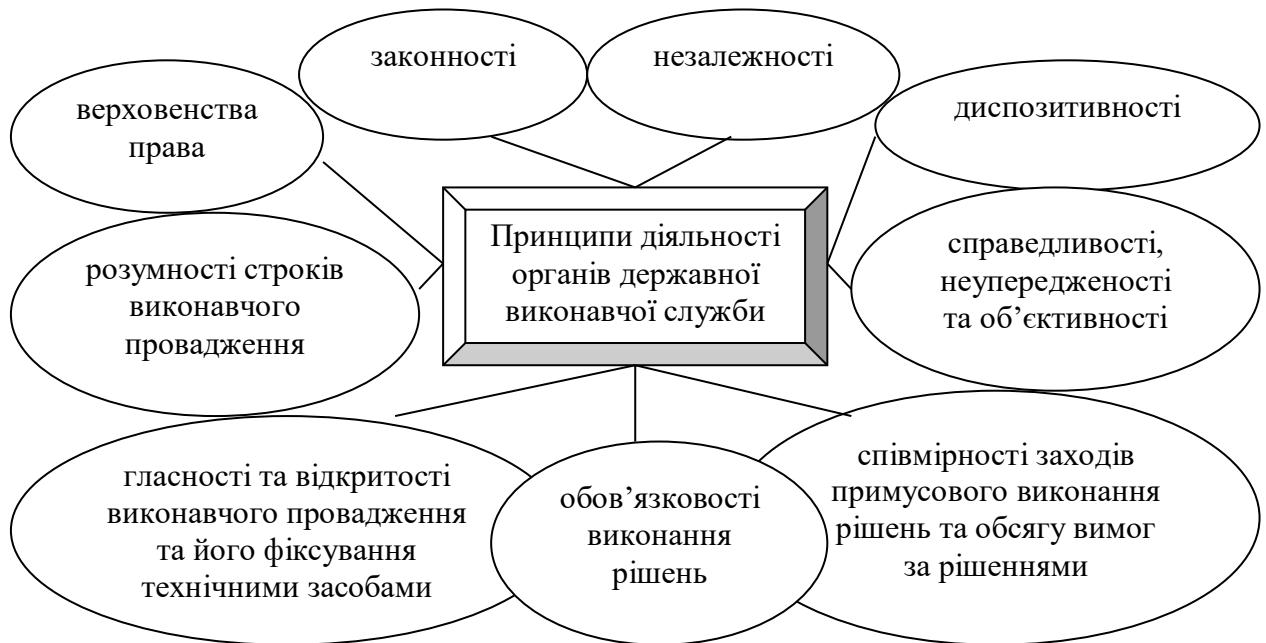 законності
незалежності
верховенства
права
диспозитивності
Принципи діяльності
органів державної
виконавчої служби
розумності строків
виконавчого
провадження
справедливості,
неупередженості
та об’єктивності
гласності та відкритості
виконавчого провадження
та його фіксування
технічними засобами
обов’язковості
виконання
рішень
співмірності заходів
примусового виконання
рішень та обсягу вимог
за рішеннями